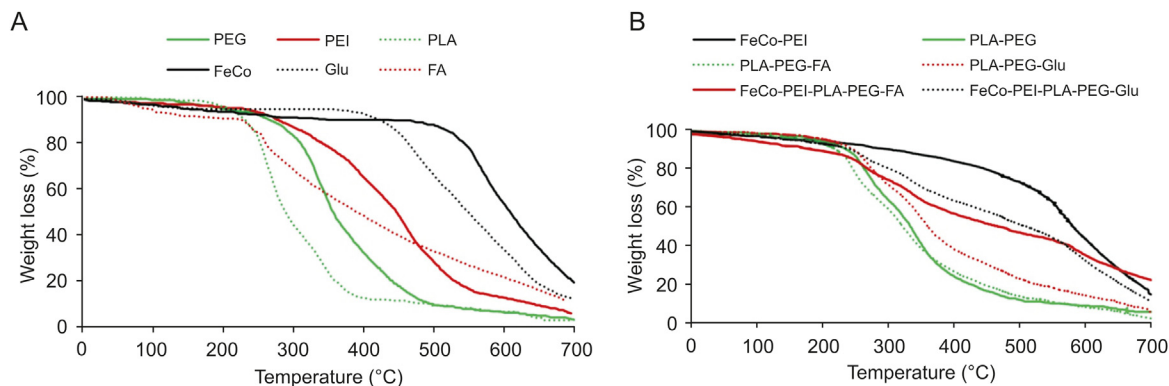 A
PEG PEI PLA
FeCo Glu FA
Weight loss (%)
100
80
60
40
20
0
0 100 200 300 400 500 600 700
Temperature (°C)
B
FeCo-PEI PLA-PEG
PLA-PEG-FA PLA-PEG-Glu
FeCo-PEI-PLA-PEG-FA FeCo-PEI-PLA-PEG-Glu
Weight loss (%)
100
80
60
40
20
0
0 100 200 300 400 500 600 700
Temperature (°C)